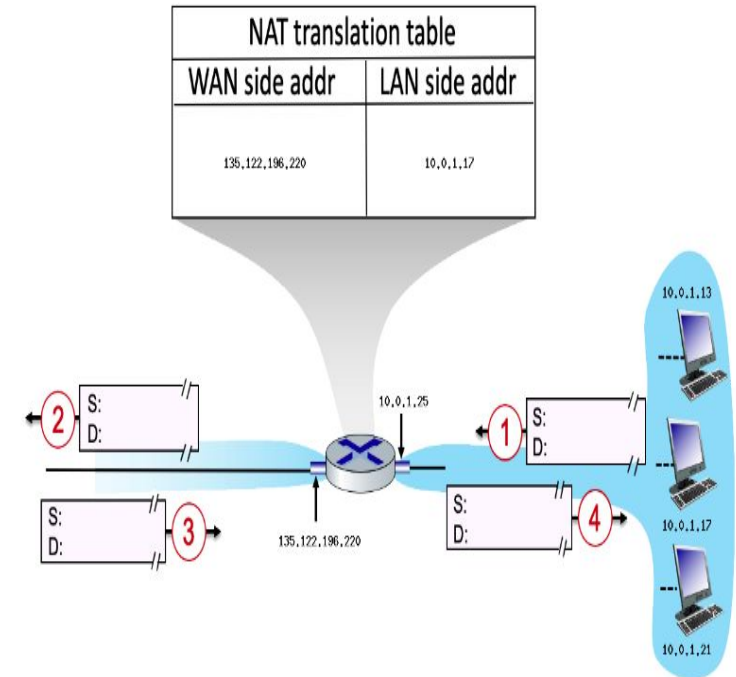 NAT translation table
WAN side addr LAN side addr
135,122,196,220 10,0,1,17
10,0,1,13
10,0,1,25
2 S:
D:
1 S:
D:
S:
D: 3
135,122,196,220
S:
D: 4
10,0,1,17
10,0,1,21